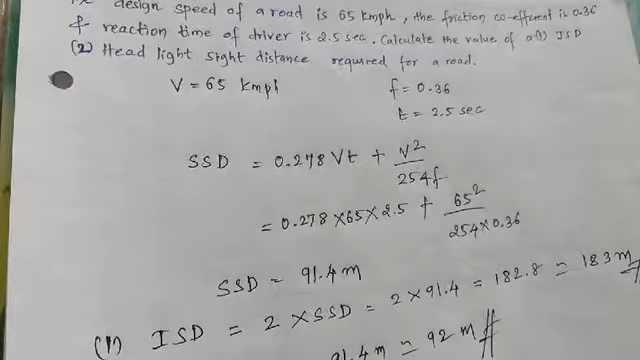 design speed of a road is 65 kmph, the friction co-efficient is 0.36
& reaction time of driver is 2.5 sec. Calculate the value of (1) ISD
(2) Head light sight distance required for a road.
V = 65 kmph f = 0.36
t = 2.5 sec
SSD = 0.278 Vt + V²/254f
= 0.278 × 65 × 2.5 + 65²/254×0.36
SSD = 91.4 m
(1) ISD = 2 × SSD = 2 × 91.4 = 182.8 ≃ 183 m
91.4 m ≃ 92 m